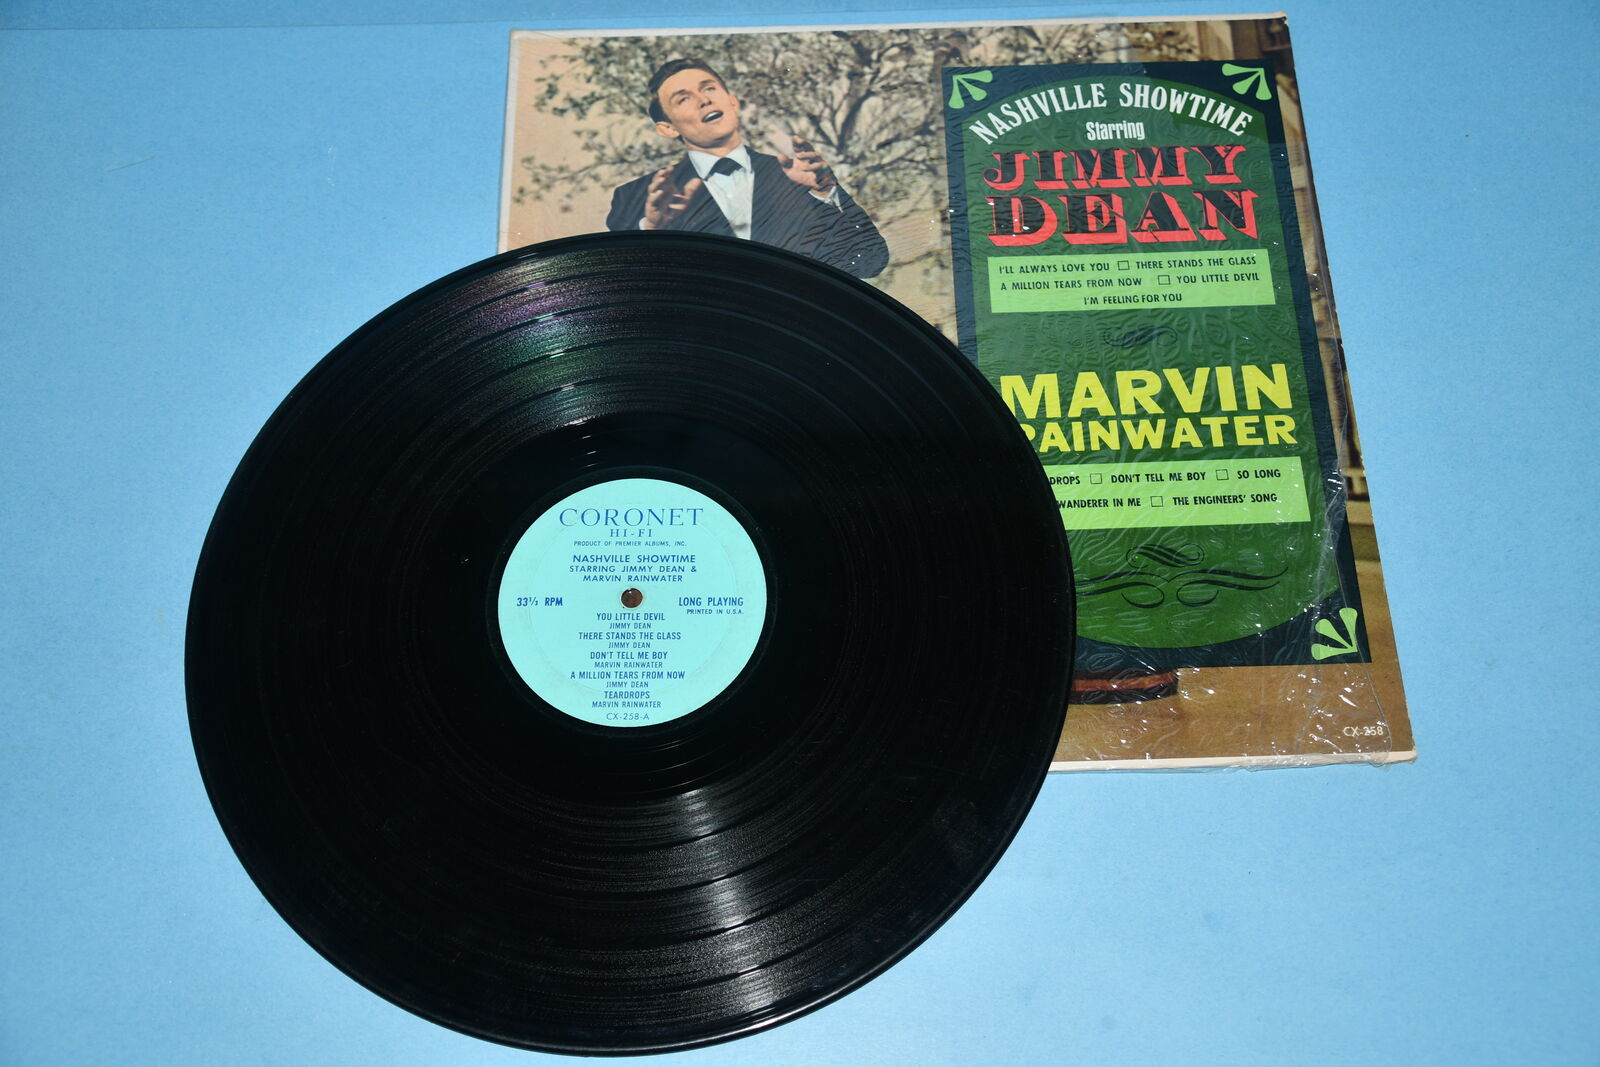 NASHVILLE SHOWTIME
Starring
JIMMY
DEAN
I'LL ALWAYS LOVE YOU □ THERE STANDS THE GLASS
A MILLION TEARS FROM NOW □ YOU LITTLE DEVIL
I'M FEELING FOR YOU
MARVIN
RAINWATER
DROPS □ DON'T TELL ME BOY □ SO LONG
WANDERER IN ME □ THE ENGINEERS' SONG
CX-258
CORONET
HI-FI
PRODUCT OF PREMIER ALBUMS, INC.
NASHVILLE SHOWTIME
STARRING JIMMY DEAN &
MARVIN RAINWATER
33⅓ RPM LONG PLAYING
PRINTED IN U.S.A.
YOU LITTLE DEVIL
JIMMY DEAN
THERE STANDS THE GLASS
JIMMY DEAN
DON'T TELL ME BOY
MARVIN RAINWATER
A MILLION TEARS FROM NOW
JIMMY DEAN
TEARDROPS
MARVIN RAINWATER
CX-258-A